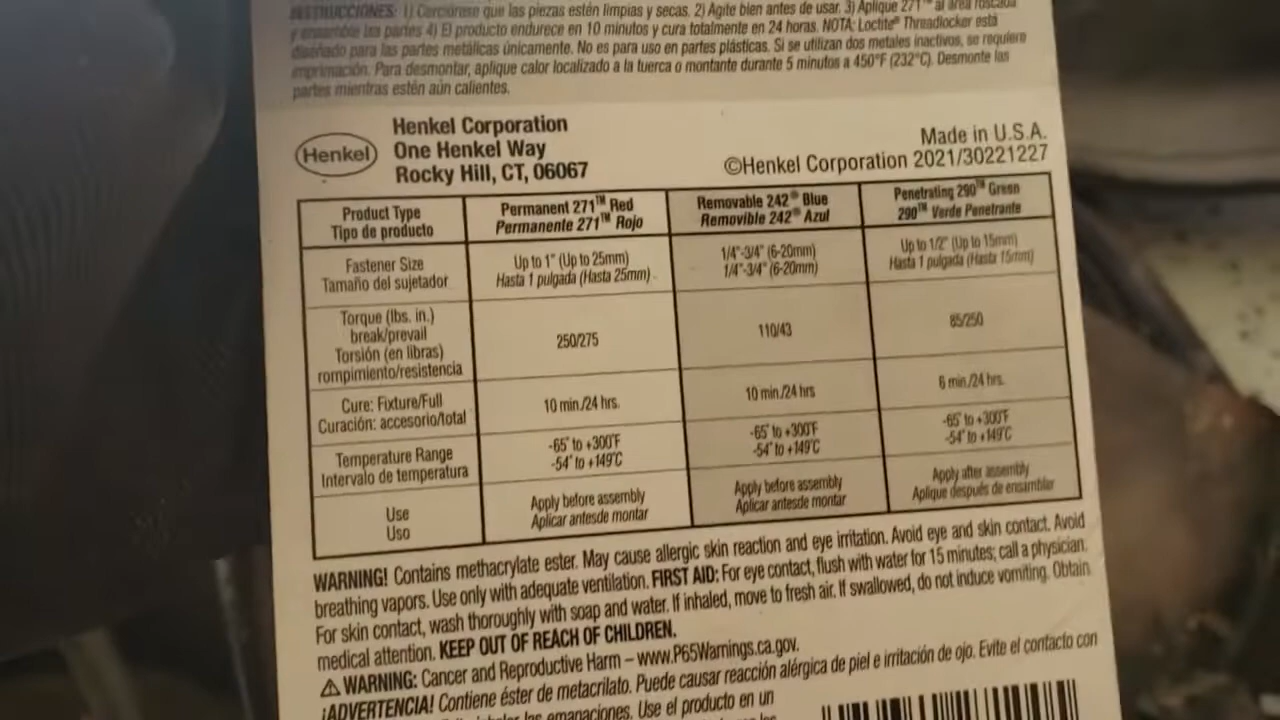 INSTRUCCIONES: 1) Cerciórese que las piezas estén limpias y secas. 2) Agite bien antes de usar. 3) Aplique 271™ al área roscada
y ensamble las partes 4) El producto endurece en 10 minutos y cura totalmente en 24 horas. NOTA: Loctite® Threadlocker está
diseñado para las partes metálicas únicamente. No es para uso en partes plásticas. Si se utilizan dos metales inactivos, se requiere
imprimación. Para desmontar, aplique calor localizado a la tuerca o montante durante 5 minutos a 450°F (232°C). Desmonte las
partes mientras estén aún calientes.
Henkel
Henkel Corporation
One Henkel Way
Rocky Hill, CT, 06067
Made in U.S.A.
©Henkel Corporation 2021/30221227
Product Type
Tipo de producto
Permanent 271™ Red
Permanente 271™ Rojo
Removable 242® Blue
Removible 242® Azul
Penetrating 290™ Green
290™ Verde Penetrante
Fastener Size
Tamaño del sujetador
Up to 1" (Up to 25mm)
Hasta 1 pulgada (Hasta 25mm)
1/4"-3/4" (6-20mm)
1/4"-3/4" (6-20mm)
Up to 1/2" (Up to 15mm)
Hasta 1 pulgada (Hasta 15mm)
Torque (lbs. in.)
break/prevail
Torsión (en libras)
rompimiento/resistencia
250/275
110/43
85/250
Cure: Fixture/Full
Curación: accesorio/total
10 min./24 hrs.
10 min./24 hrs
6 min./24 hrs.
Temperature Range
Intervalo de temperatura
-65° to +300°F
-54° to +149°C
-65° to +300°F
-54° to +149°C
-65° to +300°F
-54° to +149°C
Use
Uso
Apply before assembly
Aplicar antesde montar
Apply before assembly
Aplicar antesde montar
Apply after assembly
Aplique después de ensamblar
WARNING! Contains methacrylate ester. May cause allergic skin reaction and eye irritation. Avoid eye and skin contact. Avoid
breathing vapors. Use only with adequate ventilation. FIRST AID: For eye contact, flush with water for 15 minutes; call a physician.
For skin contact, wash thoroughly with soap and water. If inhaled, move to fresh air. If swallowed, do not induce vomiting. Obtain
medical attention. KEEP OUT OF REACH OF CHILDREN.
⚠ WARNING: Cancer and Reproductive Harm – www.P65Warnings.ca.gov.
¡ADVERTENCIA! Contiene éster de metacrilato. Puede causar reacción alérgica de piel e irritación de ojo. Evite el contacto con
las emanaciones. Use el producto en un